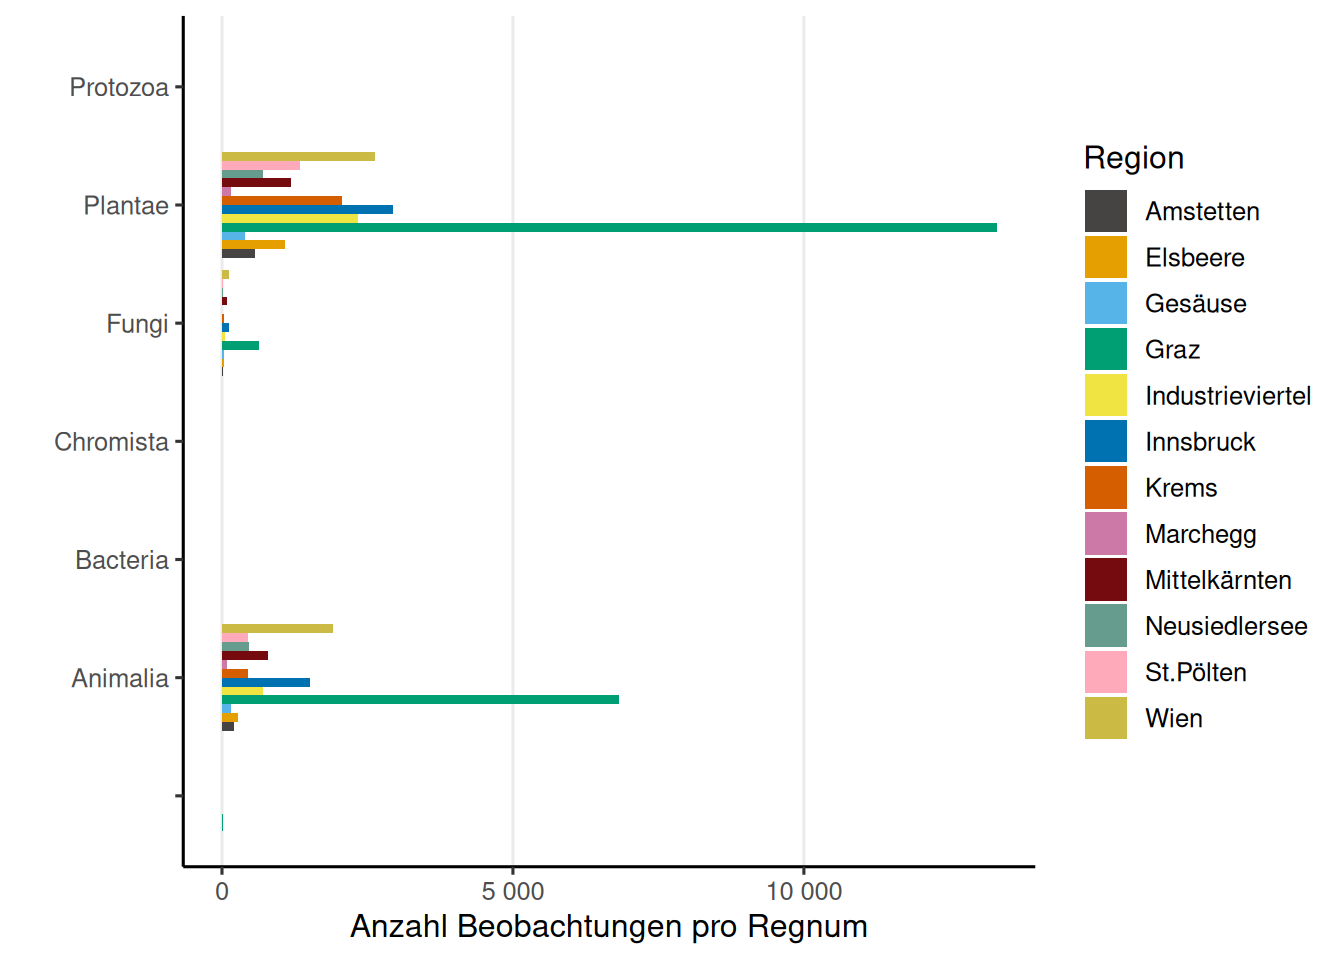 Protozoa
Plantae
Fungi
Chromista
Bacteria
Animalia
0
5 000
10 000
Anzahl Beobachtungen pro Regnum
Region
Amstetten
Elsbeere
Gesäuse
Graz
Industrieviertel
Innsbruck
Krems
Marchegg
Mittelkärnten
Neusiedlersee
St.Pölten
Wien